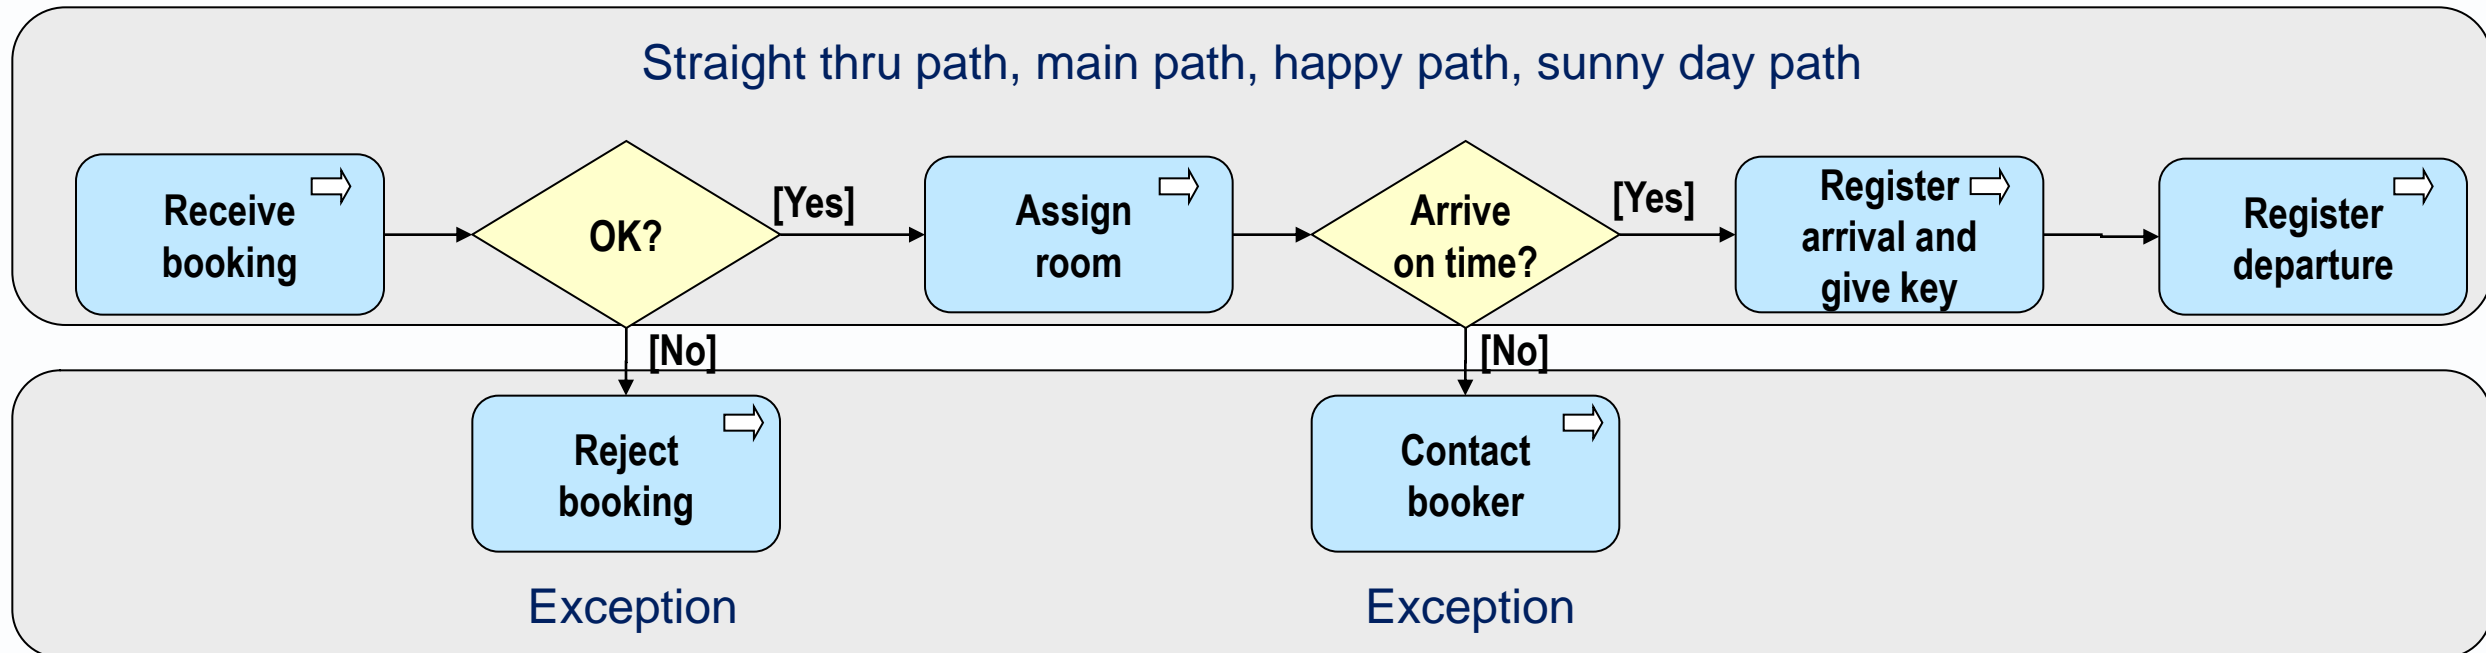 Straight thru path, main path, happy path, sunny day path
Receive
booking
OK?
[Yes]
Assign
room
Arrive
on time?
[Yes]
Register
arrival and
give key
Register
departure
[No]
[No]
Reject
booking
Contact
booker
Exception
Exception